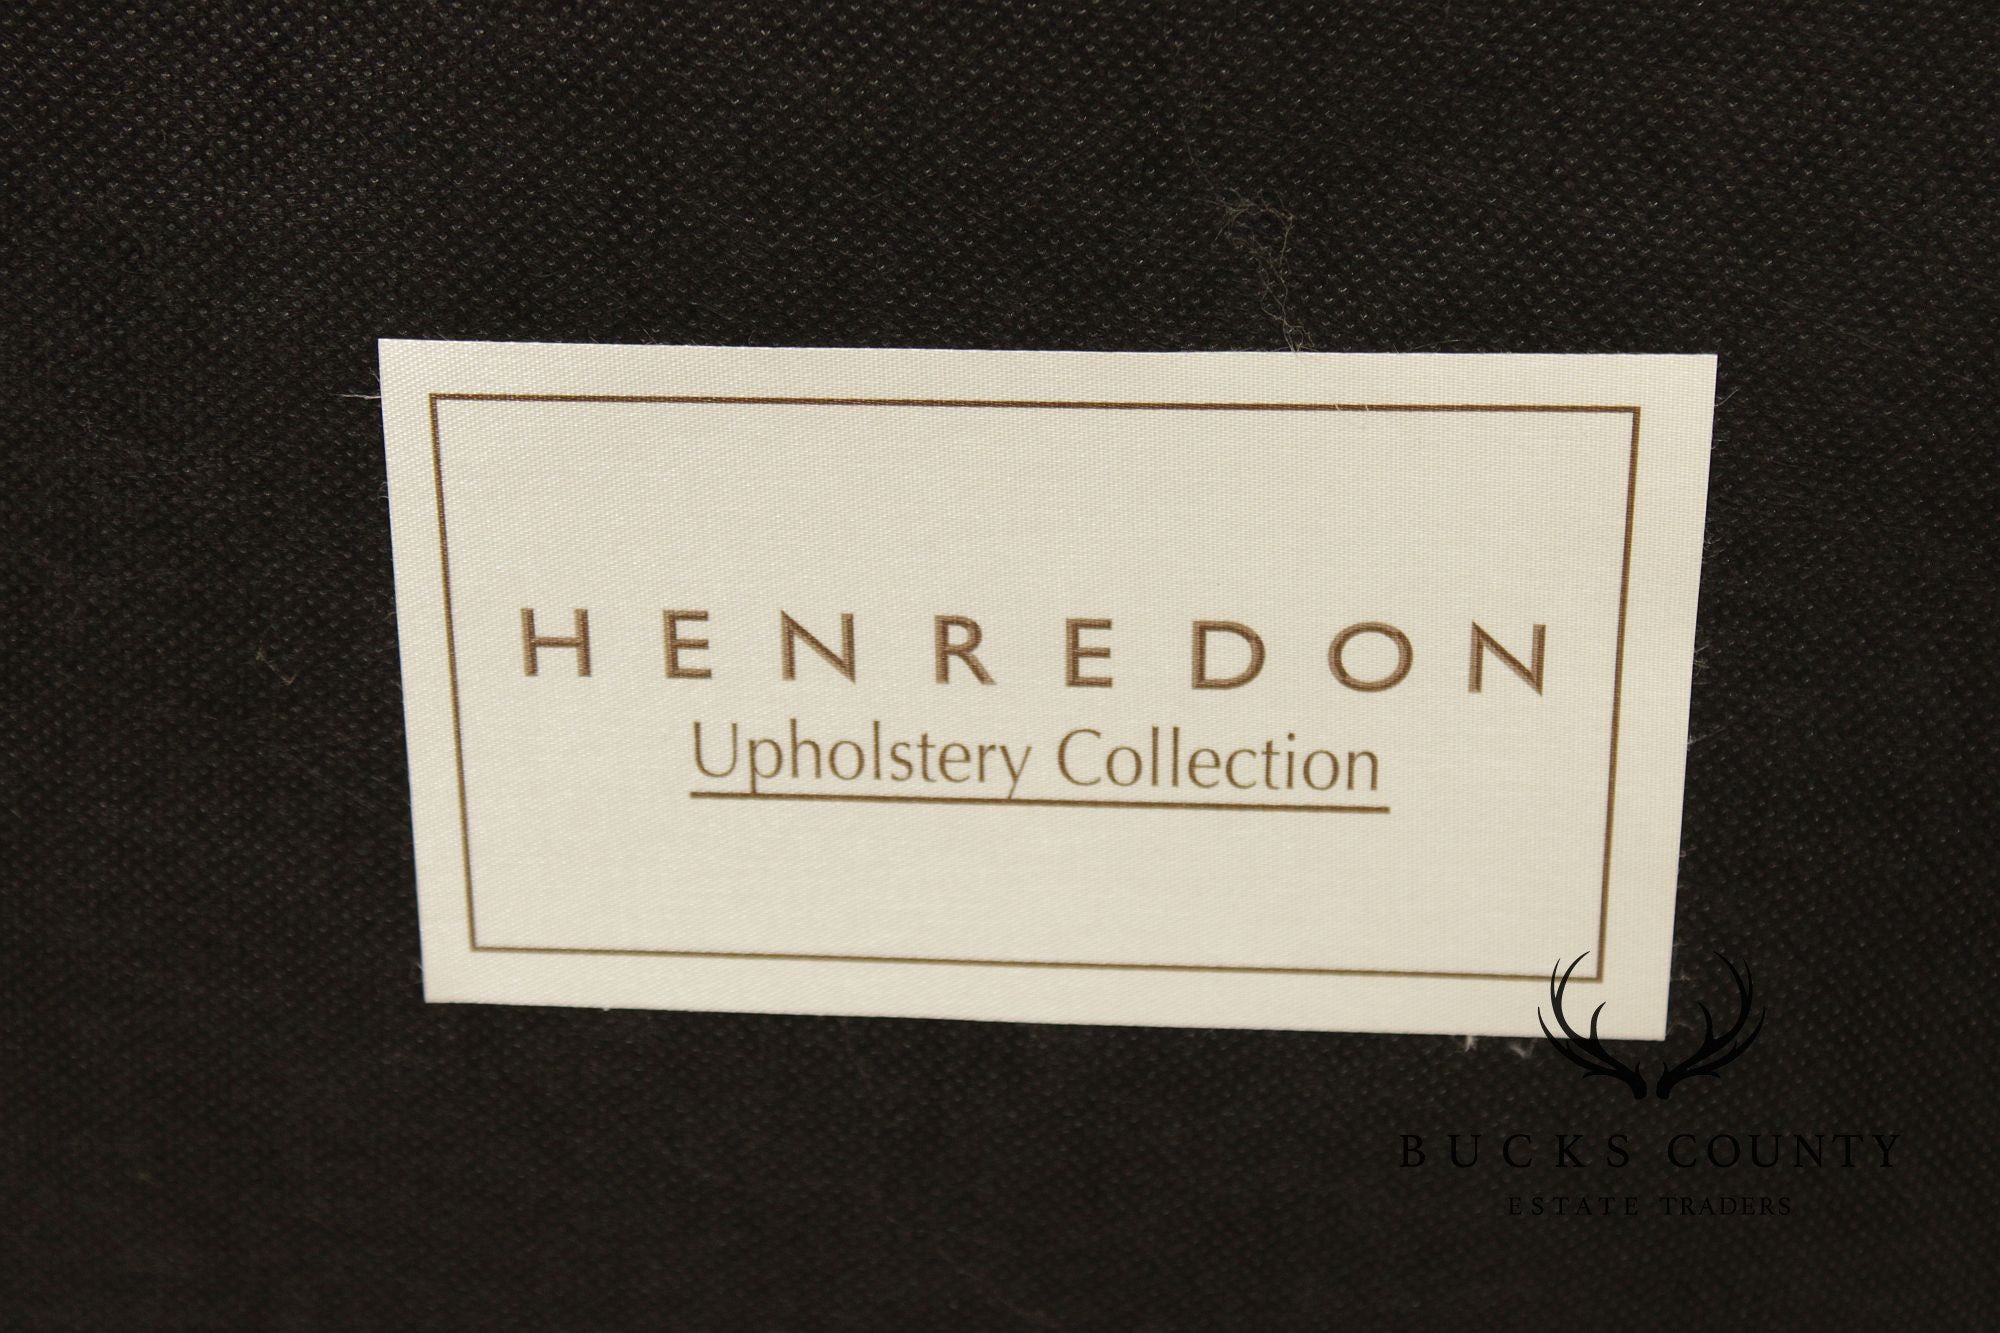 HENREDON
Upholstery Collection
BUCKS COUNTY
ESTATE TRADERS